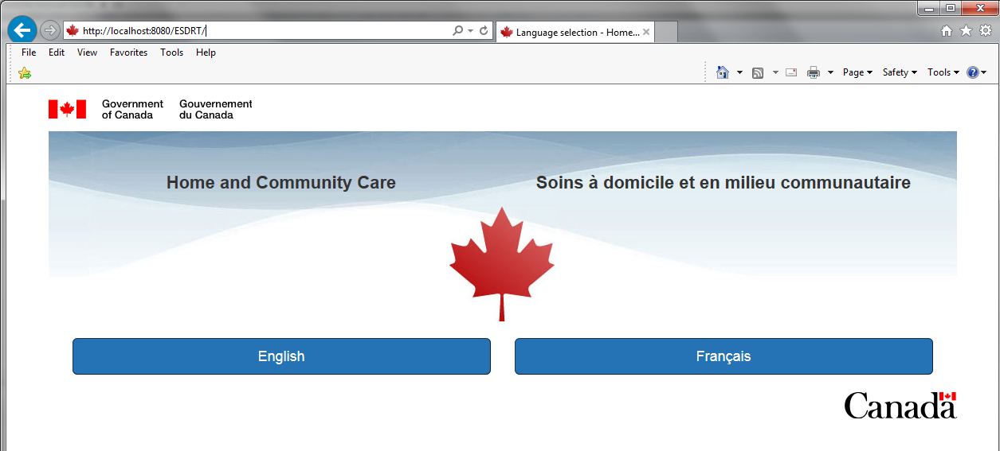 http://localhost:8080/ESDRT/
Language selection - Home...
File Edit View Favorites Tools Help
Page Safety Tools
Government of Canada
Gouvernement du Canada
Home and Community Care
Soins à domicile et en milieu communautaire
English
Français
Canada